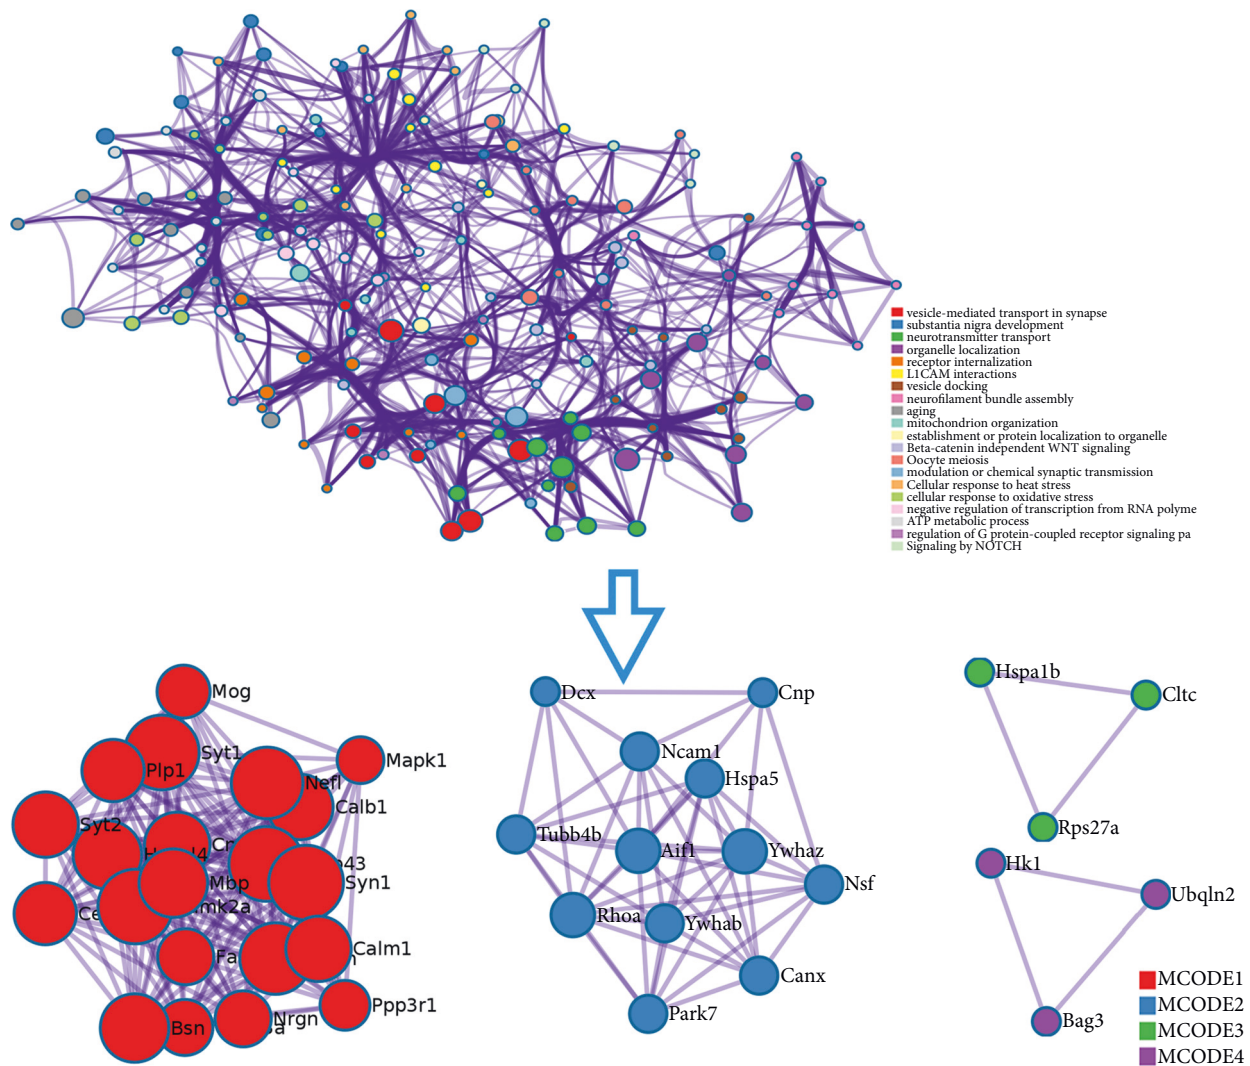 vesicle-mediated transport in synapse
substantia nigra development
neurotransmitter transport
organelle localization
receptor internalization
L1CAM interactions
vesicle docking
neurofilament bundle assembly
aging
mitochondrion organization
establishment or protein localization to organelle
Beta-catenin independent WNT signaling
Oocyte meiosis
modulation or chemical synaptic transmission
Cellular response to heat stress
cellular response to oxidative stress
negative regulation of transcription from RNA polyme
ATP metabolic process
regulation of G protein-coupled receptor signaling pa
Signaling by NOTCH
Mog
Syt1
Mapk1
Plp1
Nefl
Calb1
Syt2
Mbp
Syn1
Calm1
Ppp3r1
Nrgn
Bsn
Dcx
Cnp
Ncam1
Hspa5
Tubb4b
Aif1
Ywhaz
Nsf
Rhoa
Ywhab
Canx
Park7
Hspa1b
Cltc
Rps27a
Hk1
Ubqln2
Bag3
MCODE1
MCODE2
MCODE3
MCODE4